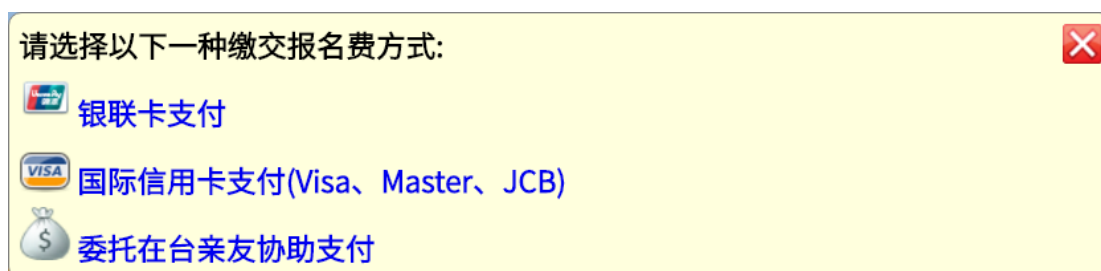 请选择以下一种缴交报名费方式:
银联卡支付
VISA
国际信用卡支付(Visa、Master、JCB)
委托在台亲友协助支付